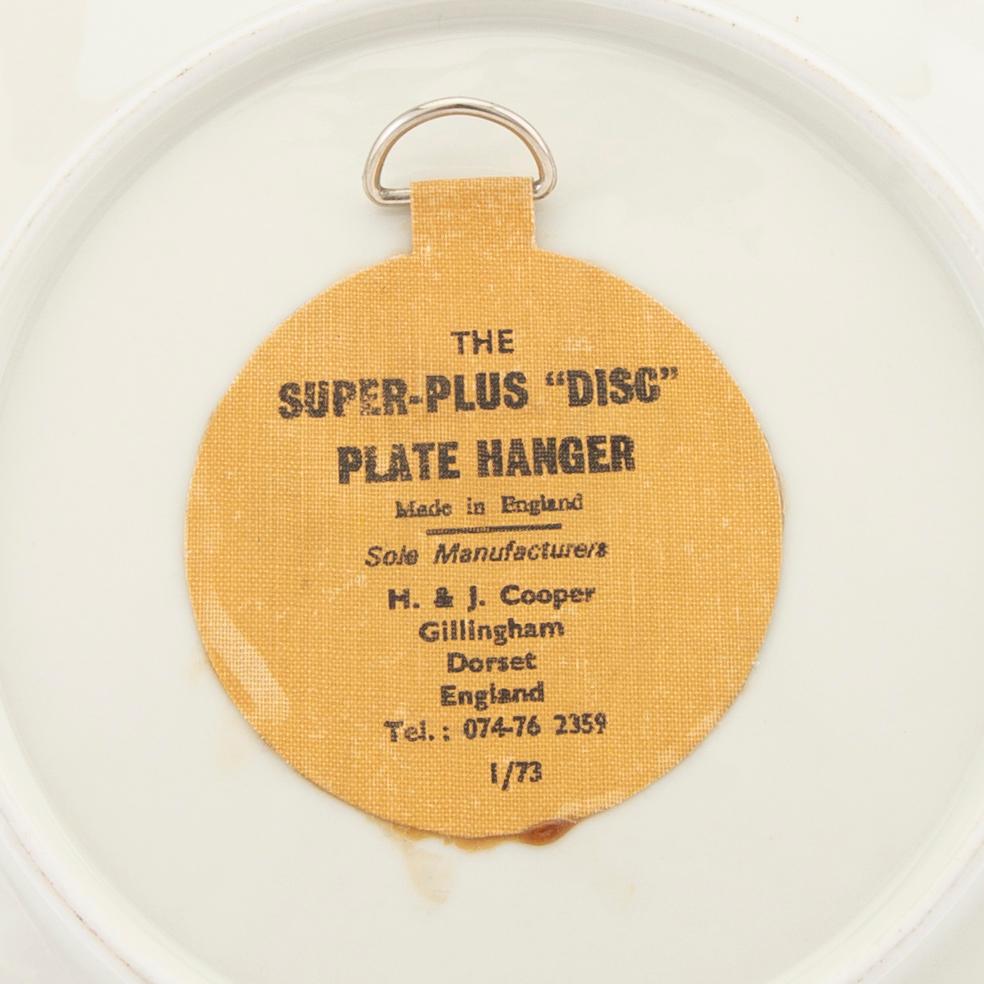 THE
SUPER-PLUS “DISC”
PLATE HANGER
Made in England
Sole Manufacturers
H. & J. Cooper
Gillingham
Dorset
England
Tel. : 074-76 2359
1/73